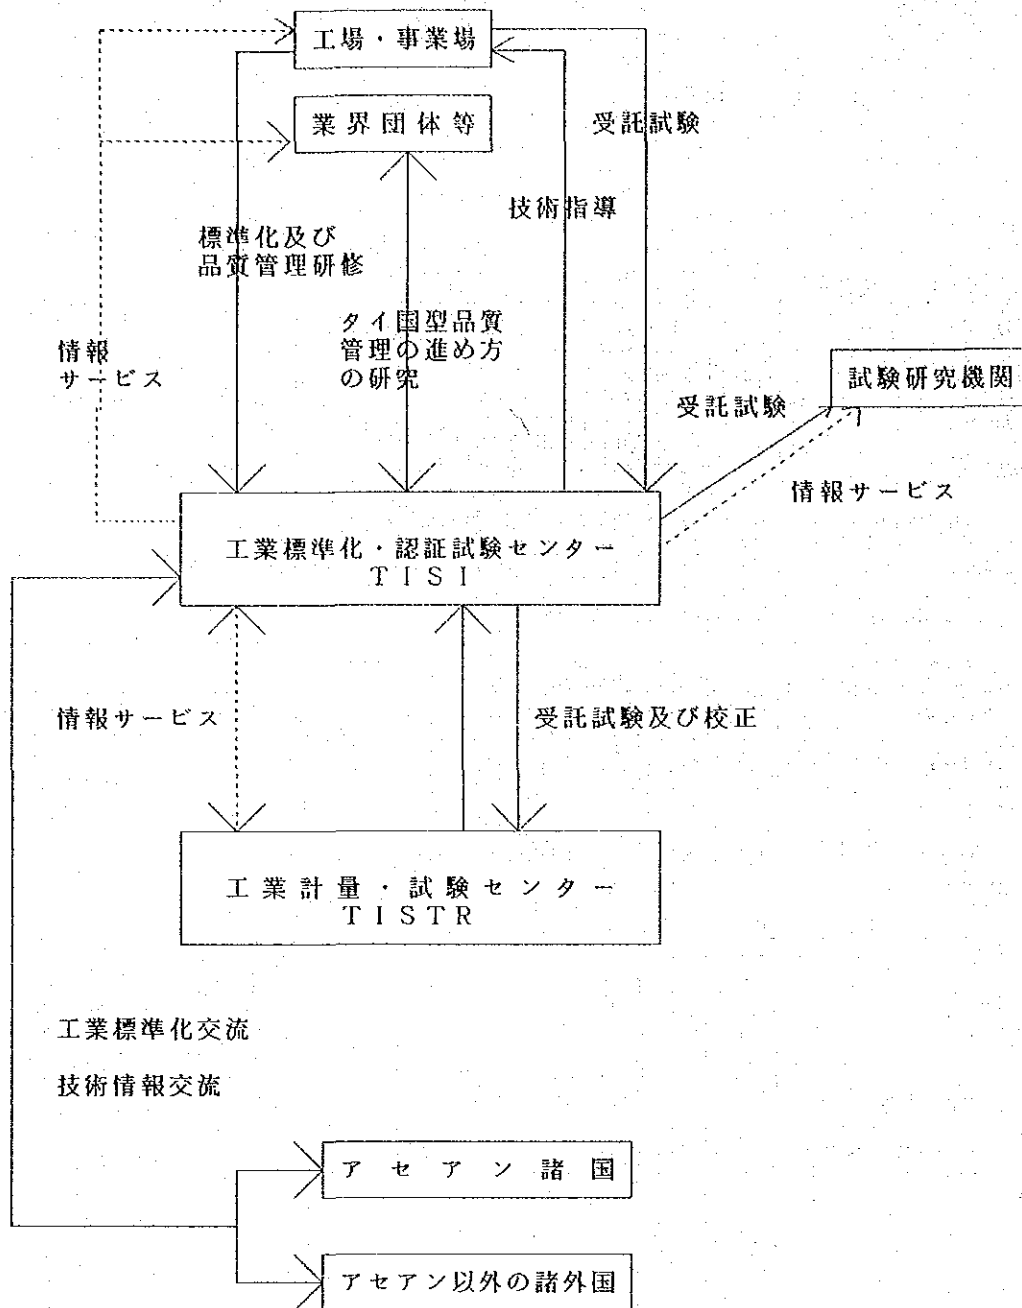 工場・事業場
業界団体等
受託試験
技術指導
標準化及び
品質管理研修
タイ国型品質
管理の進め方
の研究
情報
サービス
試験研究機関
受託試験
情報サービス
工業標準化・認証試験センター
TISI
情報サービス
受託試験及び校正
工業計量・試験センター
TISTR
工業標準化交流
技術情報交流
アセアン諸国
アセアン以外の諸外国